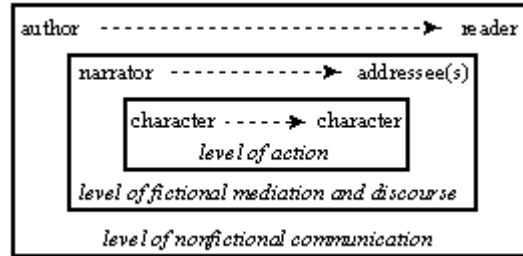 author reader
narrator addressee(s)
character character
level of action
level of fictional mediation and discourse
level of nonfictional communication